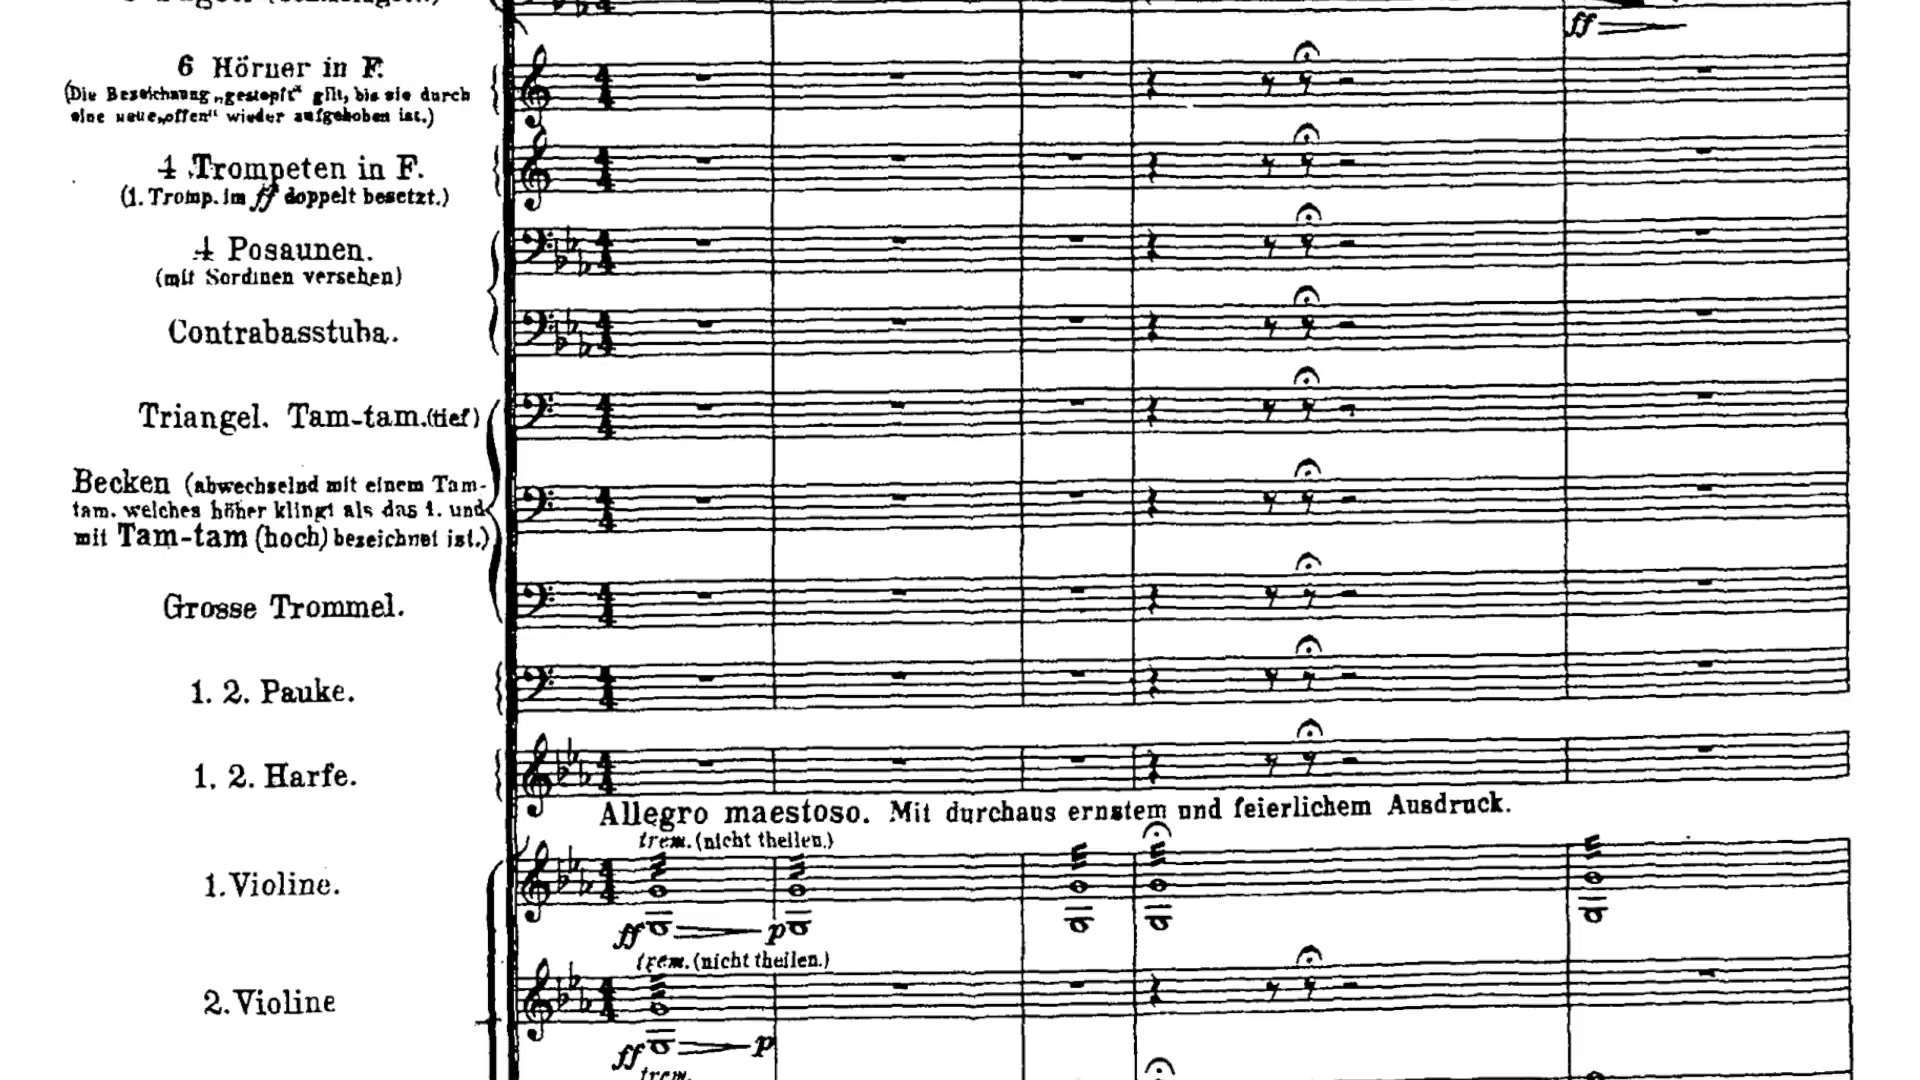 ff
6 Hörner in F.
(Die Bezeichnung „gestopft“ gilt, bis sie durch
eine neue „offen“ wieder aufgehoben ist.)
4 Trompeten in F.
(1. Tromp. im ff doppelt besetzt.)
4 Posaunen.
(mit Sordinen versehen)
Contrabasstuba.
Triangel. Tam-tam.(tief)
Becken (abwechselnd mit einem Tam-
tam. welches höher klingt als das 1. und
mit Tam-tam (hoch) bezeichnet ist.)
Grosse Trommel.
1. 2. Pauke.
1. 2. Harfe.
Allegro maestoso. Mit durchaus ernstem und feierlichem Ausdruck.
trem. (nicht theilen.)
1. Violine.
ff p
trem. (nicht theilen.)
2. Violine
ff p
trem.